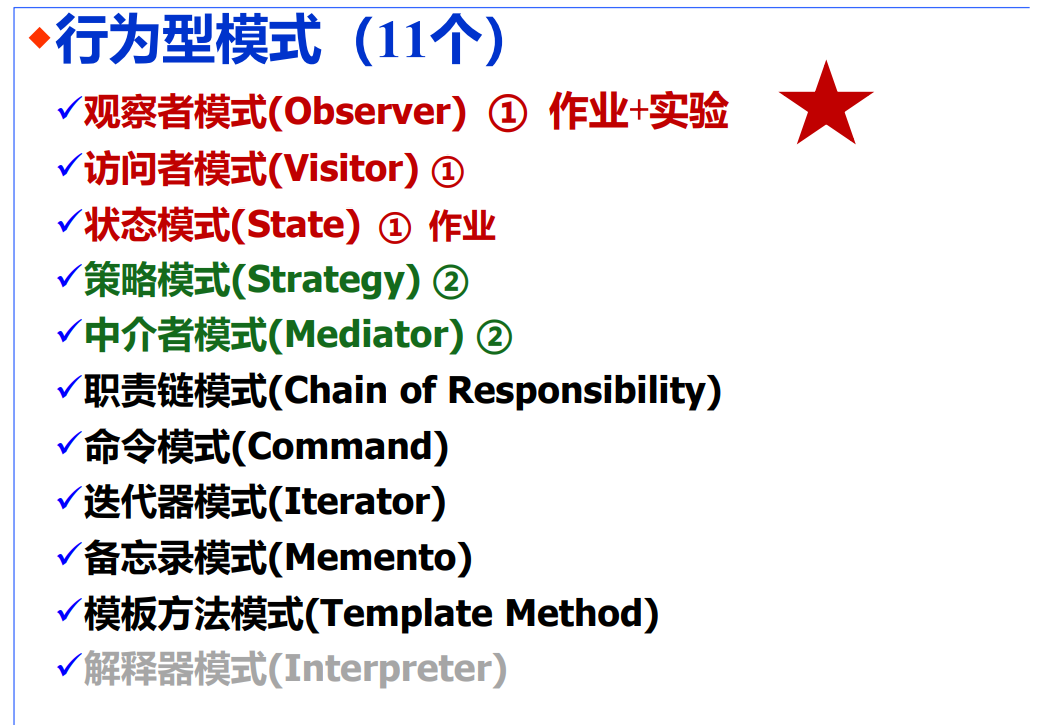 行为型模式（11个）
观察者模式(Observer) ① 作业+实验
访问者模式(Visitor) ①
状态模式(State) ① 作业
策略模式(Strategy) ②
中介者模式(Mediator) ②
职责链模式(Chain of Responsibility)
命令模式(Command)
迭代器模式(Iterator)
备忘录模式(Memento)
模板方法模式(Template Method)
解释器模式(Interpreter)